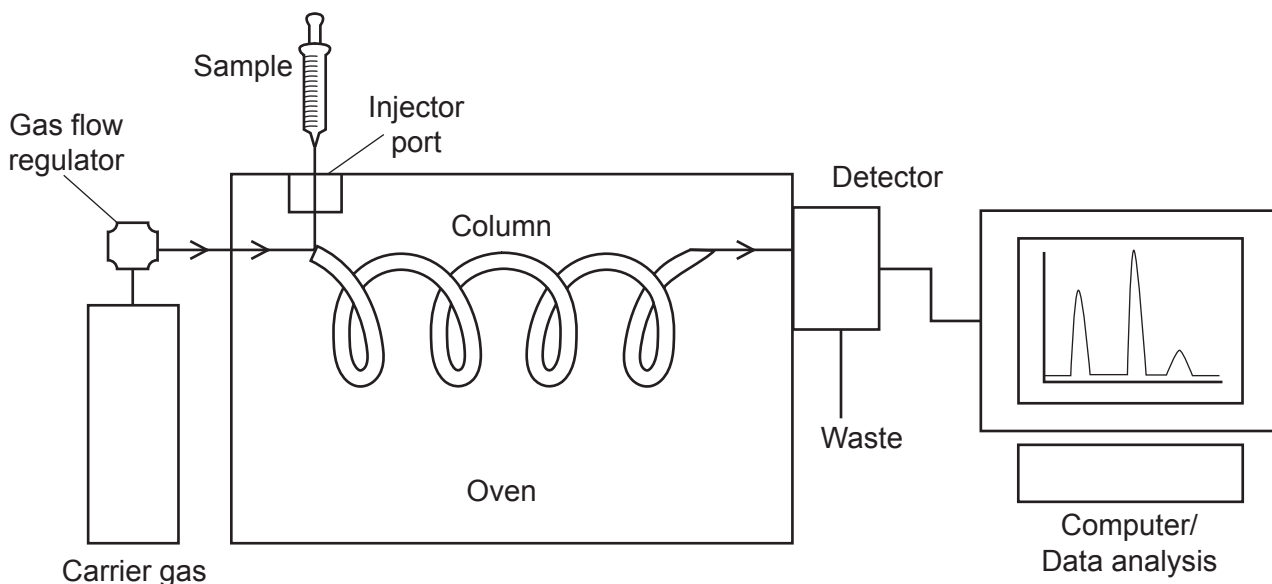 Sample
Injector
port
Gas flow
regulator
Column
Detector
Waste
Oven
Carrier gas
Computer/
Data analysis